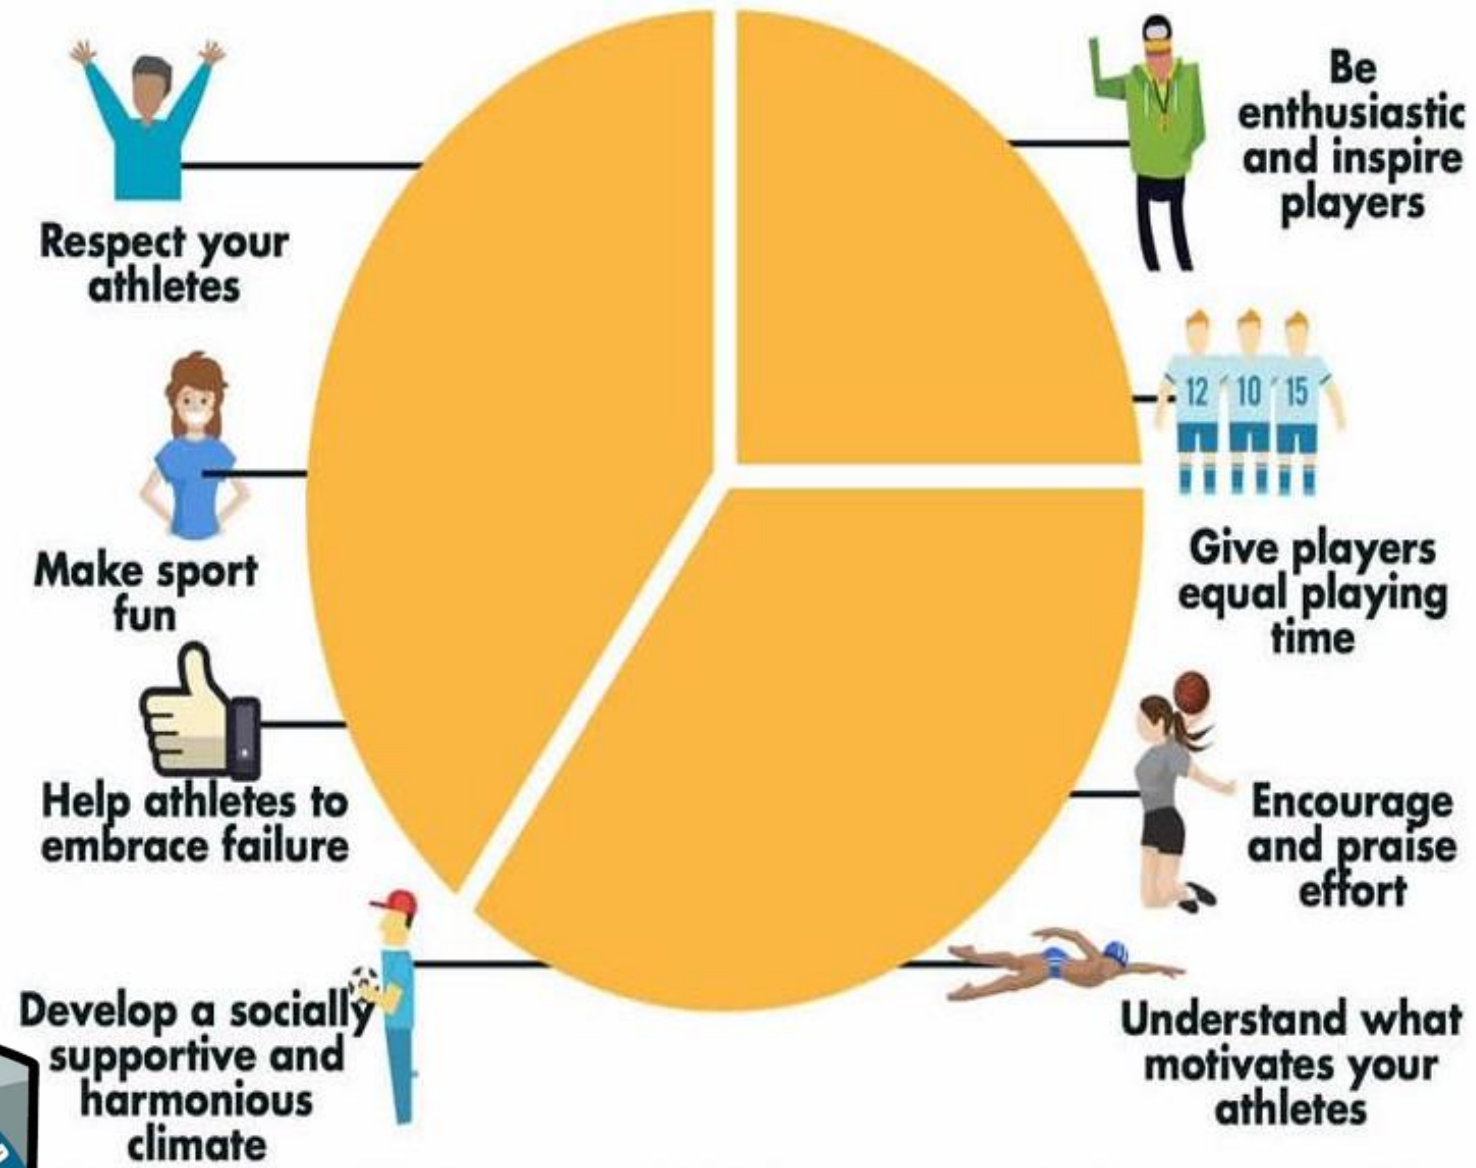 Respect your
athletes
Make sport
fun
Help athletes to
embrace failure
Develop a socially
supportive and
harmonious
climate
Be
enthusiastic
and inspire
players
12 10 15
Give players
equal playing
time
Encourage
and praise
effort
Understand what
motivates your
athletes